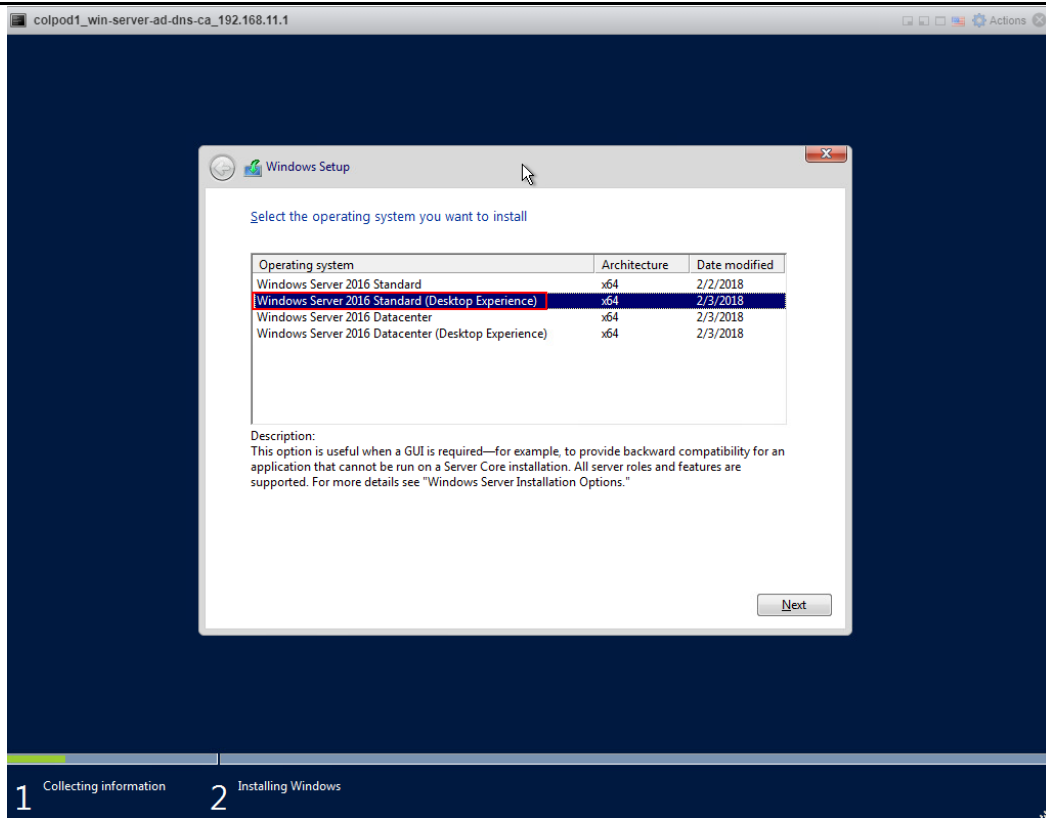 colpod1_win-server-ad-dns-ca_192.168.11.1
Actions
Windows Setup
Select the operating system you want to install
Operating system Architecture Date modified
Windows Server 2016 Standard x64 2/2/2018
Windows Server 2016 Standard (Desktop Experience) x64 2/3/2018
Windows Server 2016 Datacenter x64 2/3/2018
Windows Server 2016 Datacenter (Desktop Experience) x64 2/3/2018
Description:
This option is useful when a GUI is required—for example, to provide backward compatibility for an
application that cannot be run on a Server Core installation. All server roles and features are
supported. For more details see "Windows Server Installation Options."
Next
1 Collecting information 2 Installing Windows